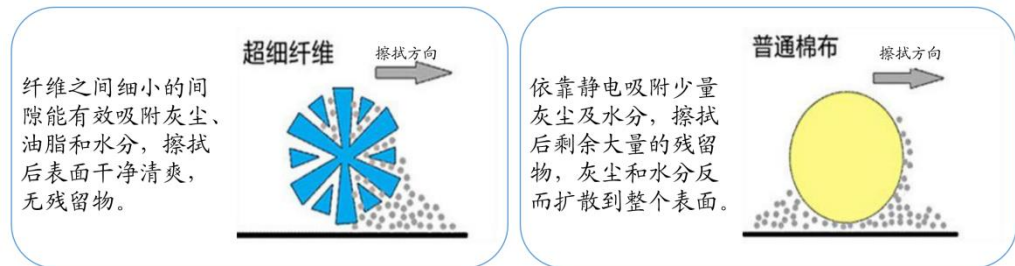 超细纤维
擦拭方向
纤维之间细小的间
隙能有效吸附灰尘、
油脂和水分，擦拭
后表面干净清爽，
无残留物。
普通棉布
擦拭方向
依靠静电吸附少量
灰尘及水分，擦拭
后剩余大量的残留
物，灰尘和水分反
而扩散到整个表面。